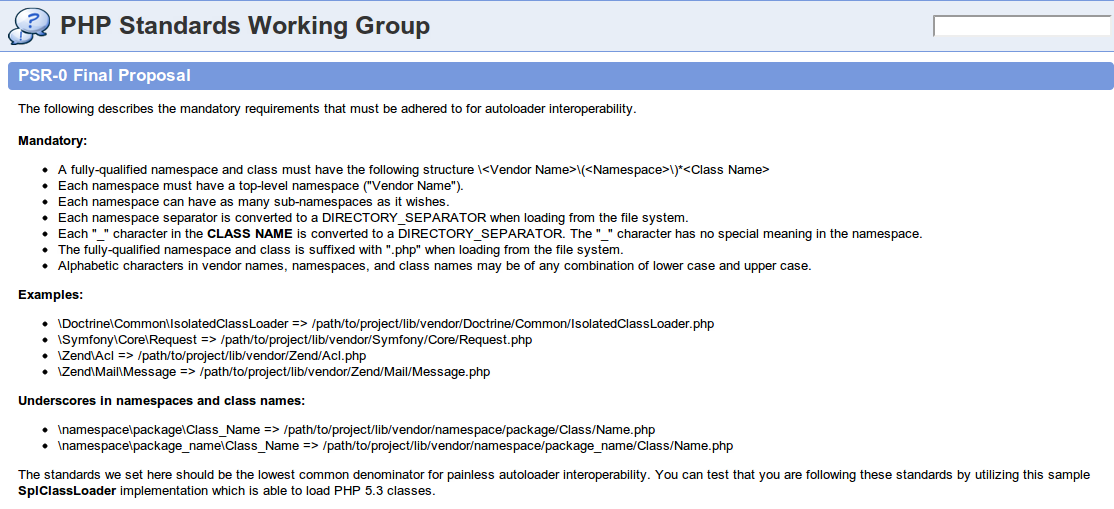 PHP Standards Working Group
PSR-0 Final Proposal
The following describes the mandatory requirements that must be adhered to for autoloader interoperability.
Mandatory:
• A fully-qualified namespace and class must have the following structure \<Vendor Name>\(<Namespace>\)*<Class Name>
• Each namespace must have a top-level namespace ("Vendor Name").
• Each namespace can have as many sub-namespaces as it wishes.
• Each namespace separator is converted to a DIRECTORY_SEPARATOR when loading from the file system.
• Each "_" character in the CLASS NAME is converted to a DIRECTORY_SEPARATOR. The "_" character has no special meaning in the namespace.
• The fully-qualified namespace and class is suffixed with ".php" when loading from the file system.
• Alphabetic characters in vendor names, namespaces, and class names may be of any combination of lower case and upper case.
Examples:
• \Doctrine\Common\IsolatedClassLoader => /path/to/project/lib/vendor/Doctrine/Common/IsolatedClassLoader.php
• \Symfony\Core\Request => /path/to/project/lib/vendor/Symfony/Core/Request.php
• \Zend\Acl => /path/to/project/lib/vendor/Zend/Acl.php
• \Zend\Mail\Message => /path/to/project/lib/vendor/Zend/Mail/Message.php
Underscores in namespaces and class names:
• \namespace\package\Class_Name => /path/to/project/lib/vendor/namespace/package/Class/Name.php
• \namespace\package_name\Class_Name => /path/to/project/lib/vendor/namespace/package_name/Class/Name.php
The standards we set here should be the lowest common denominator for painless autoloader interoperability. You can test that you are following these standards by utilizing this sample
SplClassLoader implementation which is able to load PHP 5.3 classes.